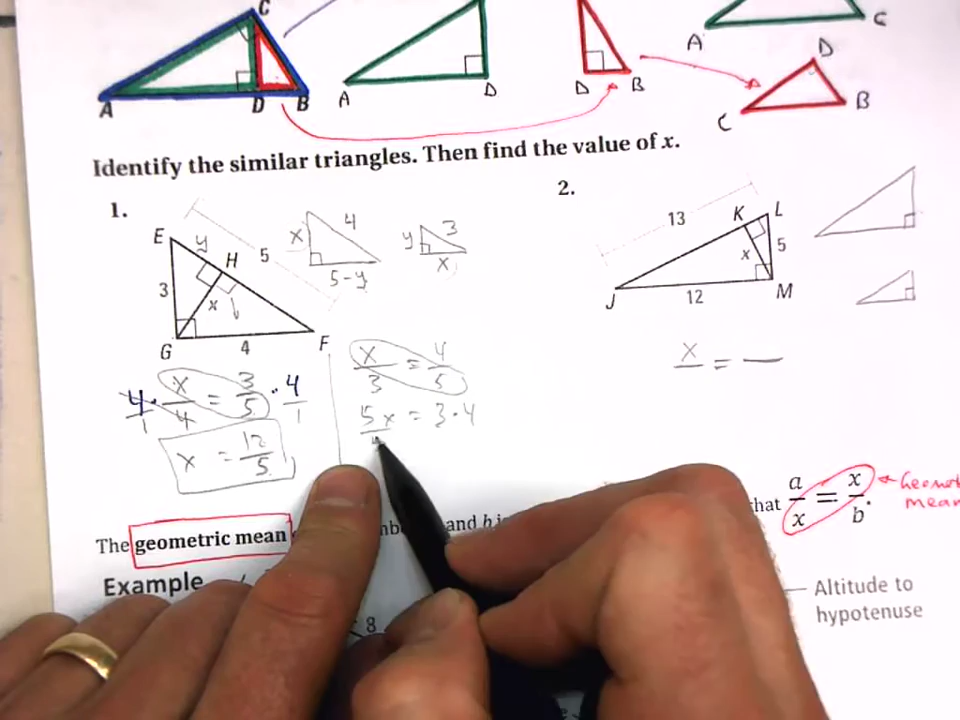 C
A D B
A D
D B
A C
D
C B
Identify the similar triangles. Then find the value of x.
1.
E y H 5
3 x
G 4 F
x 4
5-y
y 3
x
2.
13 K L
x 5
J 12 M
4/1 · x/4 = 3/5 · 4/1
x = 12/5
x/3 = 4/5
5x = 3·4
x/ = —
The geometric mean
and b
that a/x = x/b.
mean
Example
8
Altitude to
hypotenuse